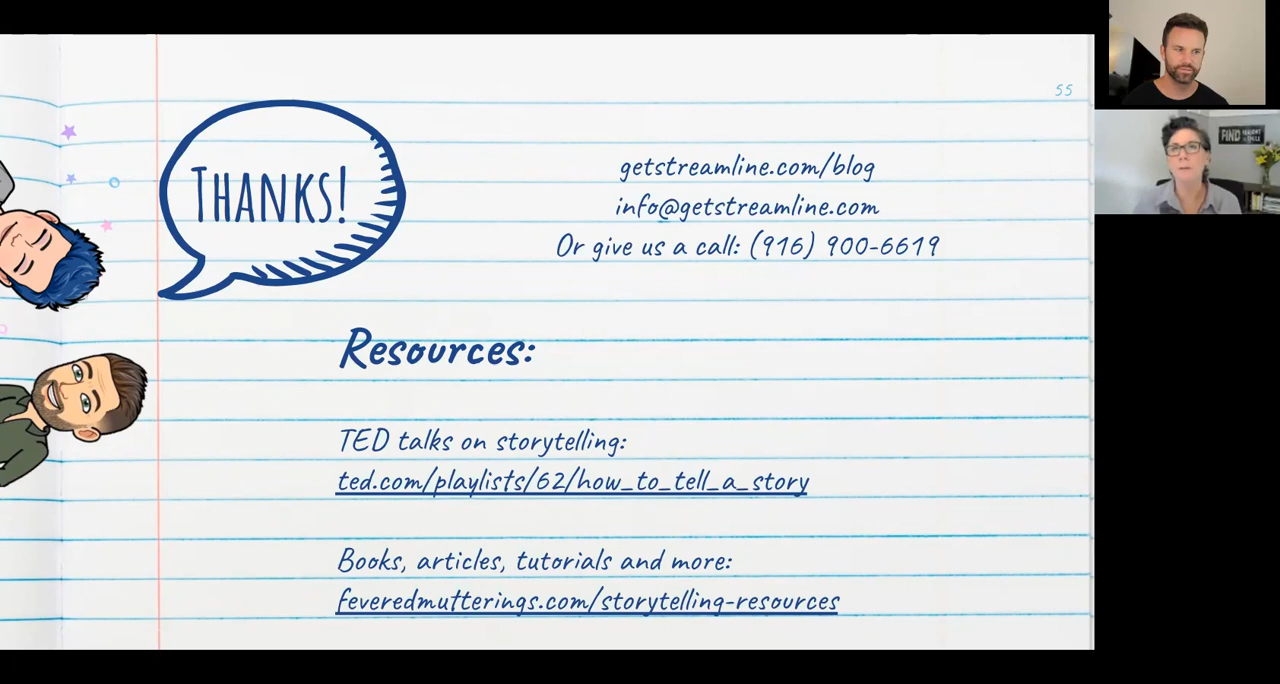 55
THANKS!
getstreamline.com/blog
info@getstreamline.com
Or give us a call: (916) 900-6619
Resources:
TED talks on storytelling:
ted.com/playlists/62/how_to_tell_a_story
Books, articles, tutorials and more:
feveredmutterings.com/storytelling-resources
FIND